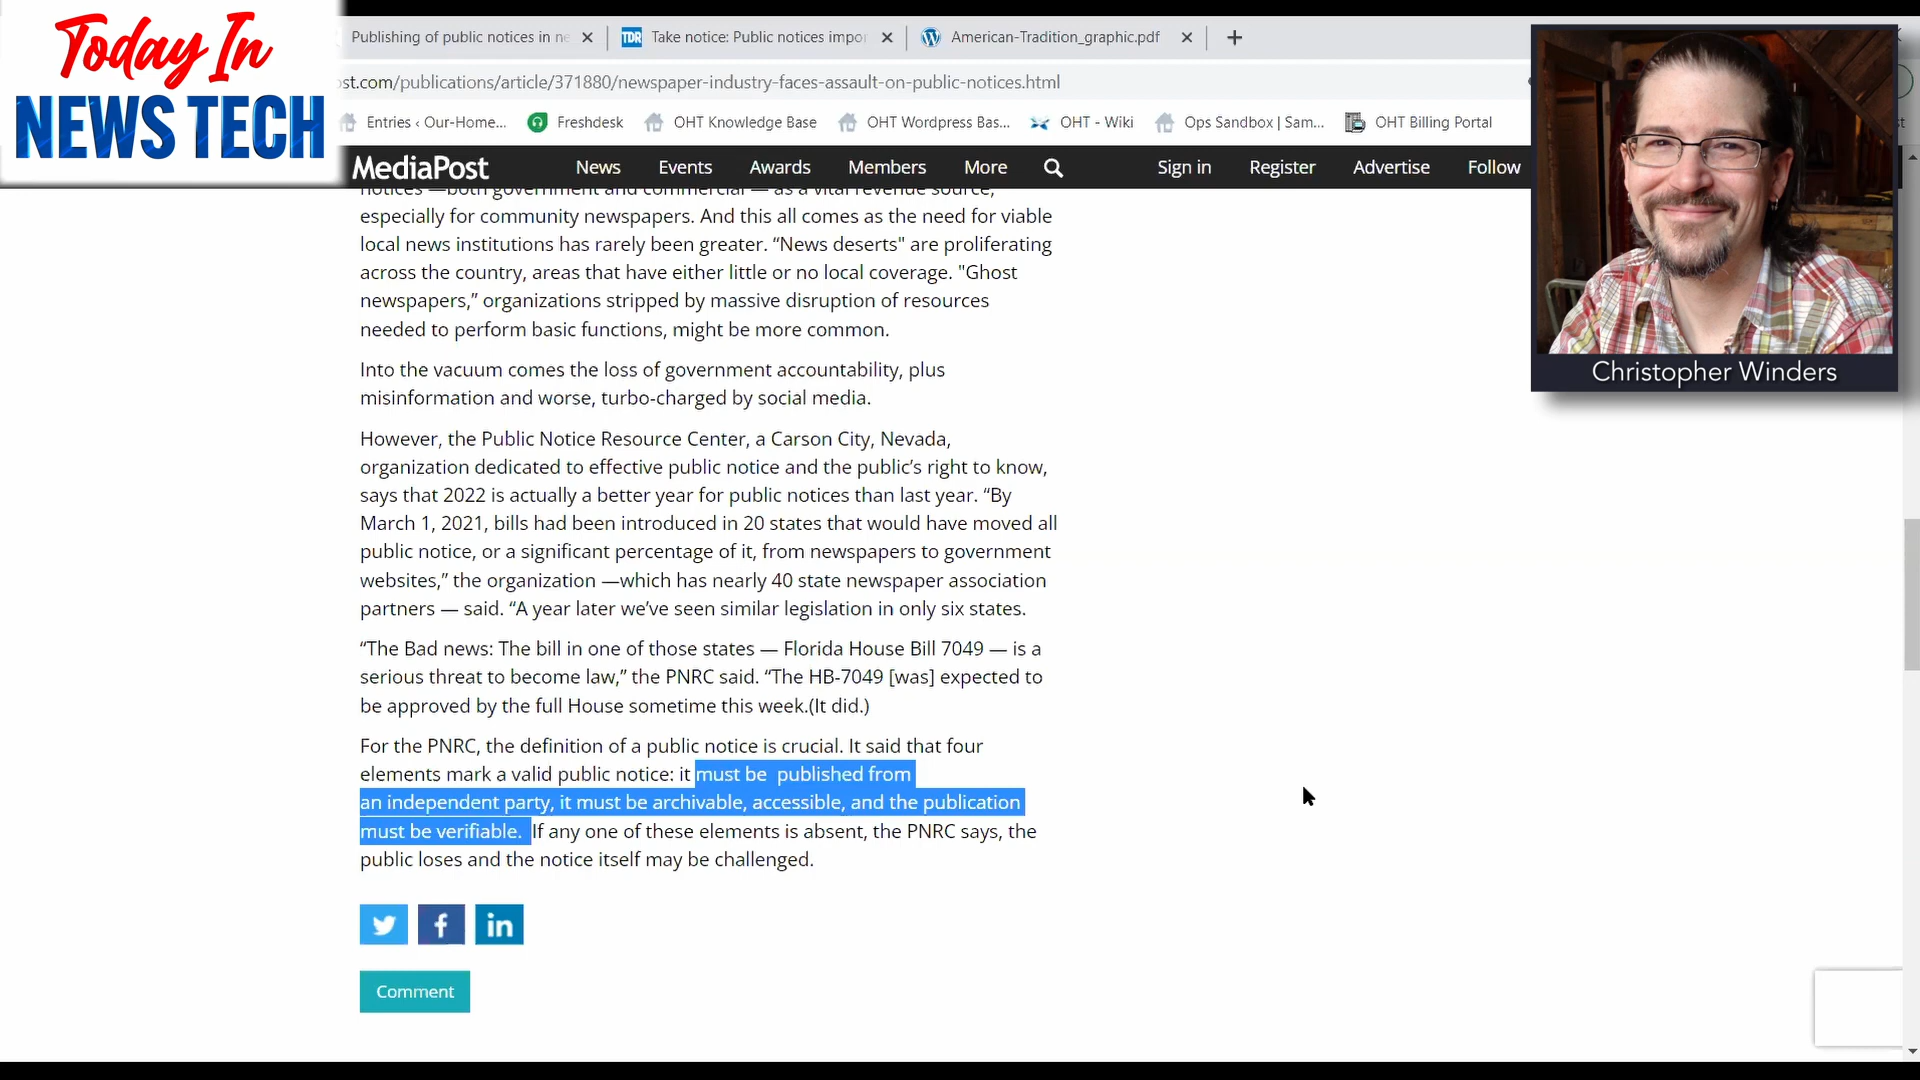 Today In
NEWS TECH
Publishing of public notices in ne
TDR Take notice: Public notices impor
American-Tradition_graphic.pdf
st.com/publications/article/371880/newspaper-industry-faces-assault-on-public-notices.html
Entries ‹ Our-Home...
Freshdesk
OHT Knowledge Base
OHT Wordpress Bas...
OHT - Wiki
Ops Sandbox | Sam...
OHT Billing Portal
MediaPost
News
Events
Awards
Members
More
Sign in
Register
Advertise
Follow
notices —both government and commercial — as a vital revenue source,
especially for community newspapers. And this all comes as the need for viable
local news institutions has rarely been greater. “News deserts" are proliferating
across the country, areas that have either little or no local coverage. "Ghost
newspapers,” organizations stripped by massive disruption of resources
needed to perform basic functions, might be more common.
Into the vacuum comes the loss of government accountability, plus
misinformation and worse, turbo-charged by social media.
However, the Public Notice Resource Center, a Carson City, Nevada,
organization dedicated to effective public notice and the public’s right to know,
says that 2022 is actually a better year for public notices than last year. “By
March 1, 2021, bills had been introduced in 20 states that would have moved all
public notice, or a significant percentage of it, from newspapers to government
websites,” the organization —which has nearly 40 state newspaper association
partners — said. “A year later we’ve seen similar legislation in only six states.
“The Bad news: The bill in one of those states — Florida House Bill 7049 — is a
serious threat to become law,” the PNRC said. “The HB-7049 [was] expected to
be approved by the full House sometime this week.(It did.)
For the PNRC, the definition of a public notice is crucial. It said that four
elements mark a valid public notice: it must be  published from
an independent party, it must be archivable, accessible, and the publication
must be verifiable. If any one of these elements is absent, the PNRC says, the
public loses and the notice itself may be challenged.
Comment
Christopher Winders